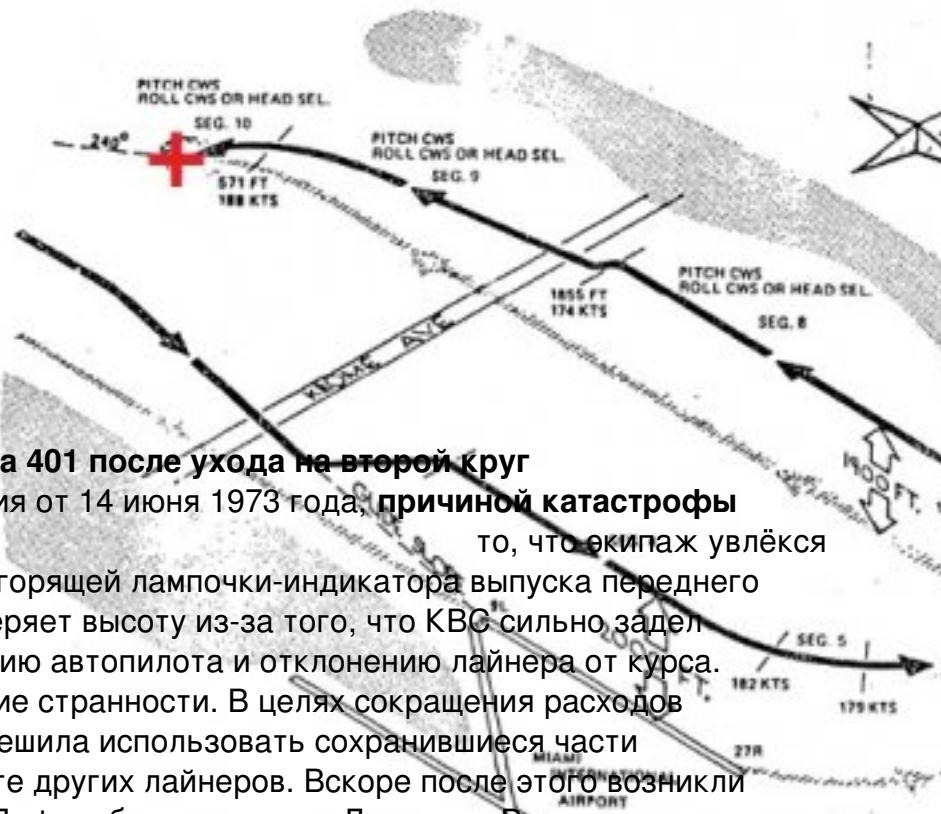 PITCH CWS
ROLL CWS OR HEAD SEL.
SEG. 10
240°
571 FT
188 KTS
PITCH CWS
ROLL CWS OR HEAD SEL.
SEG. 9
1855 FT
174 KTS
PITCH CWS
ROLL CWS OR HEAD SEL.
SEG. 8
KROME AVE
1900 FT.
а 401 после ухода на второй круг
ия от 14 июня 1973 года, причиной катастрофы
то, что экипаж увлёкся
горящей лампочки-индикатора выпуска переднего
еряет высоту из-за того, что КВС сильно задел
ию автопилота и отклонению лайнера от курса.
ие странности. В целях сокращения расходов
ешила использовать сохранившиеся части
те других лайнеров. Вскоре после этого возникли
9L
FT.
SEG. 5
182 KTS
179 KTS
27R
MIAMI
INTERNATIONAL
AIRPORT